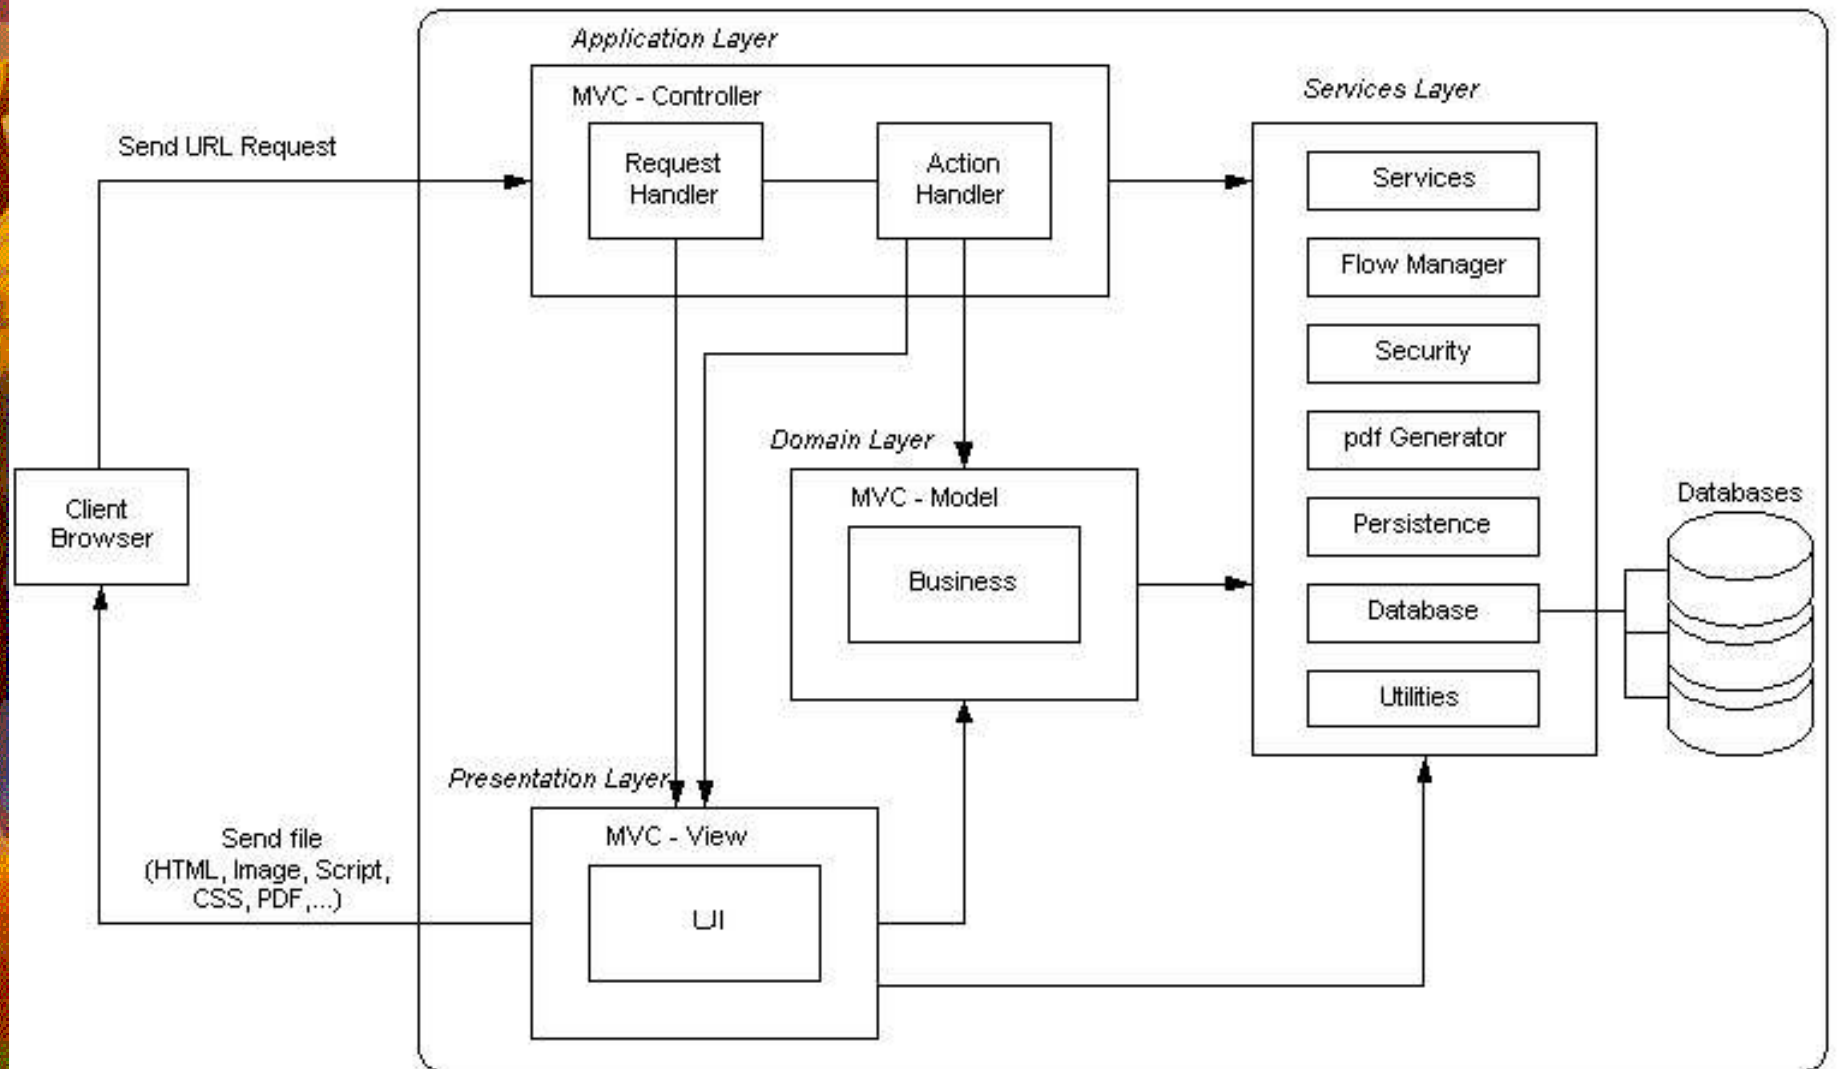 Application Layer
MVC - Controller
Services Layer
Send URL Request
Request
Handler
Action
Handler
Services
Flow Manager
Security
pdf Generator
Persistence
Database
Utilities
Domain Layer
MVC - Model
Business
Databases
Client
Browser
Presentation Layer
MVC - View
UI
Send file
(HTML, Image, Script,
CSS, PDF,...)